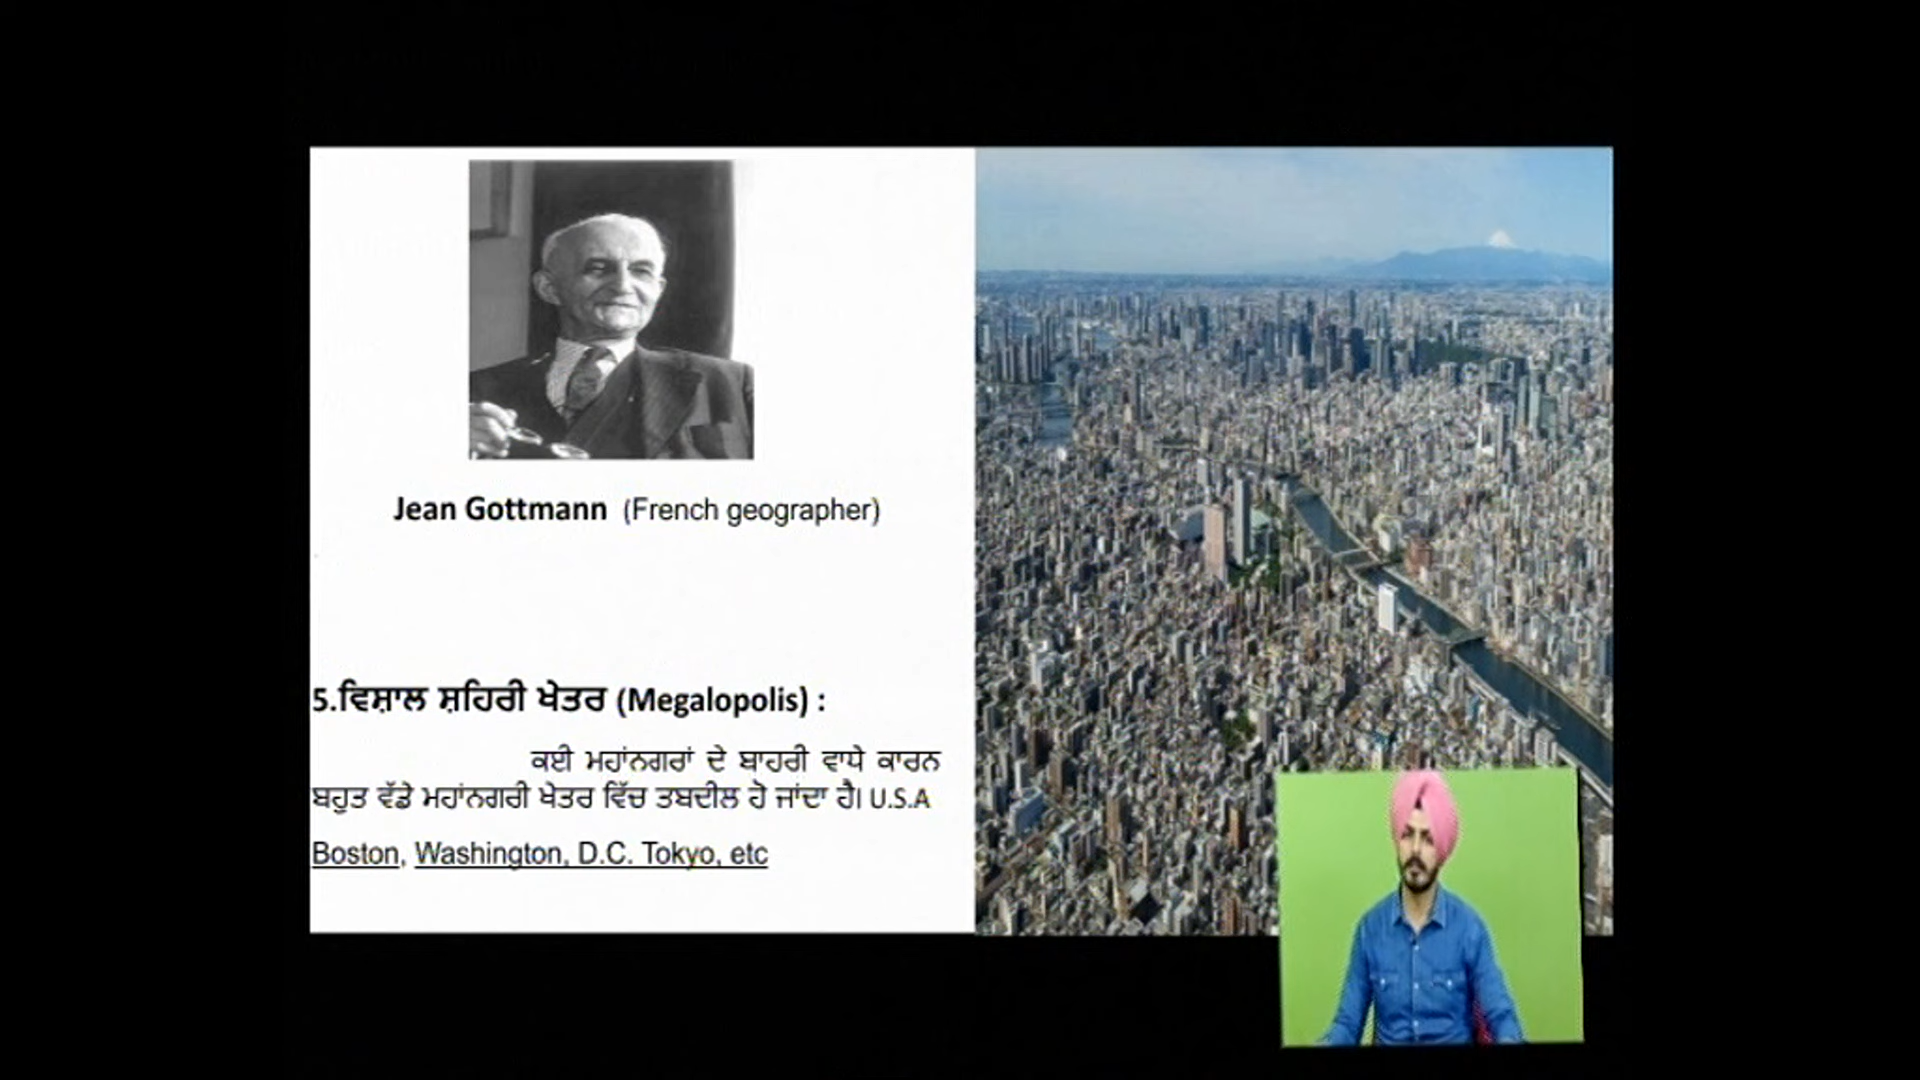 Jean Gottmann (French geographer)
5.ਵਿਸ਼ਾਲ ਸ਼ਹਿਰੀ ਖੇਤਰ (Megalopolis) :
ਕਈ ਮਹਾਂਨਗਰਾਂ ਦੇ ਬਾਹਰੀ ਵਾਧੇ ਕਾਰਨ
ਬਹੁਤ ਵੱਡੇ ਮਹਾਂਨਗਰੀ ਖੇਤਰ ਵਿੱਚ ਤਬਦੀਲ ਹੋ ਜਾਂਦਾ ਹੈ। U.S.A
Boston, Washington, D.C. Tokyo, etc